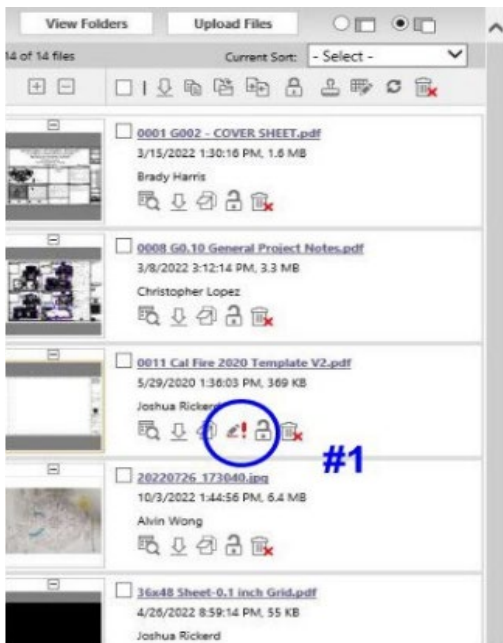 View Folders Upload Files
14 of 14 files Current Sort: - Select -
0001 G002 - COVER SHEET.pdf
3/15/2022 1:30:16 PM, 1.6 MB
Brady Harris
0008 G0.10 General Project Notes.pdf
3/8/2022 3:12:14 PM, 3.3 MB
Christopher Lopez
0011 Cal Fire 2020 Template V2.pdf
5/29/2020 1:36:03 PM, 369 KB
Joshua Rickerd
#1
20220726_173040.jpg
10/3/2022 1:44:56 PM, 6.4 MB
Alvin Wong
36x48 Sheet-0.1 inch Grid.pdf
4/26/2022 8:59:14 PM, 55 KB
Joshua Rickerd